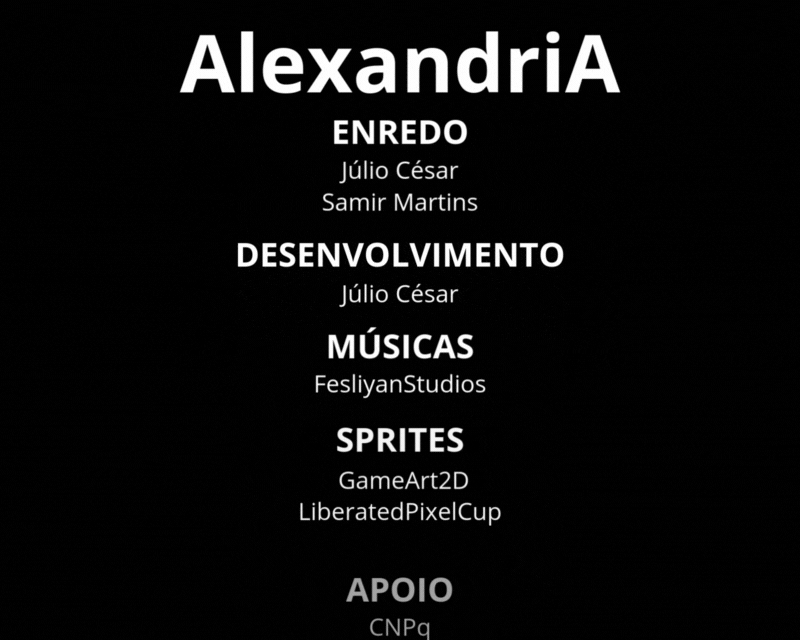 AlexandriA
ENREDO
Júlio César
Samir Martins
DESENVOLVIMENTO
Júlio César
MÚSICAS
FesliyanStudios
SPRITES
GameArt2D
LiberatedPixelCup
APOIO
CNPq